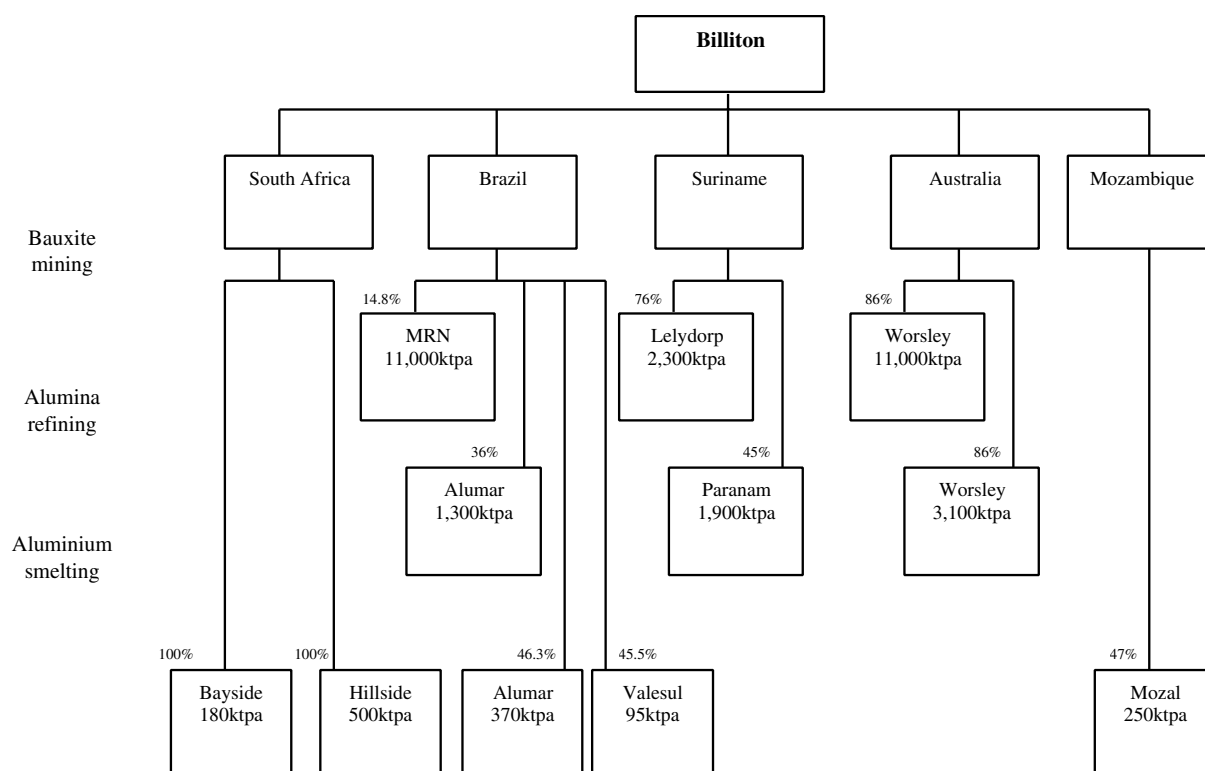 Billiton
South Africa
Brazil
Suriname
Australia
Mozambique
Bauxite
mining
14.8%
76%
86%
MRN
11,000ktpa
Lelydorp
2,300ktpa
Worsley
11,000ktpa
Alumina
refining
36%
45%
86%
Alumar
1,300ktpa
Paranam
1,900ktpa
Worsley
3,100ktpa
Aluminium
smelting
100%
100%
46.3%
45.5%
47%
Bayside
180ktpa
Hillside
500ktpa
Alumar
370ktpa
Valesul
95ktpa
Mozal
250ktpa